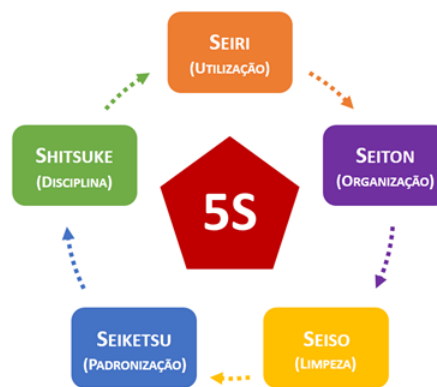 SEIRI
(UTILIZAÇÃO)
SHITSUKE
(DISCIPLINA)
SEITON
(ORGANIZAÇÃO)
5S
SEIKETSU
(PADRONIZAÇÃO)
SEISO
(LIMPEZA)